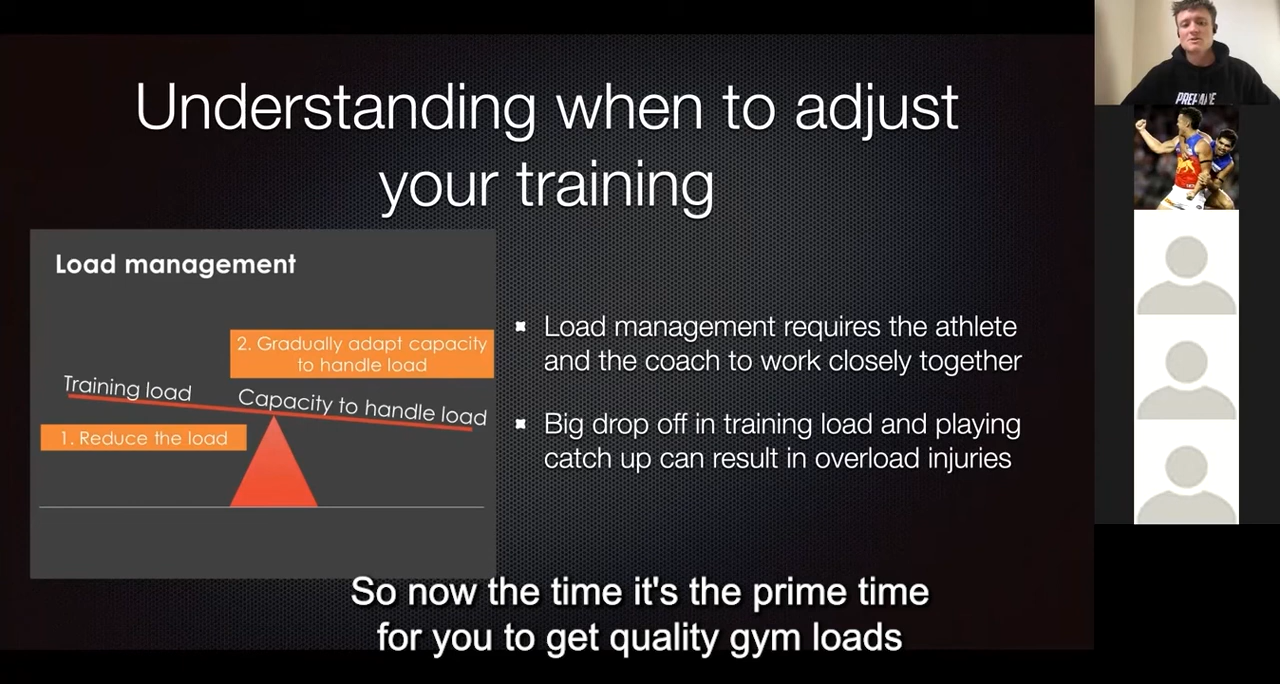 Understanding when to adjust
your training
Load management
2. Gradually adapt capacity
to handle load
Training load
Capacity to handle load
1. Reduce the load
Load management requires the athlete
and the coach to work closely together
Big drop off in training load and playing
catch up can result in overload injuries
So now the time it's the prime time
for you to get quality gym loads